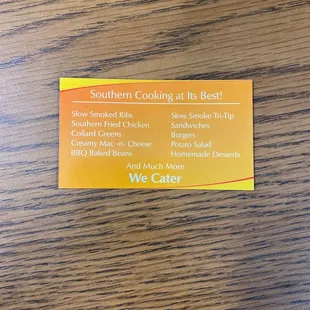 Southern Cooking at Its Best!
Slow Smoked Ribs
Southern Fried Chicken
Collard Greens
Creamy Mac -n- Cheese
BBQ Baked Beans
Slow Smoke Tri-Tip
Sandwiches
Burgers
Potato Salad
Homemade Desserts
And Much More
We Cater